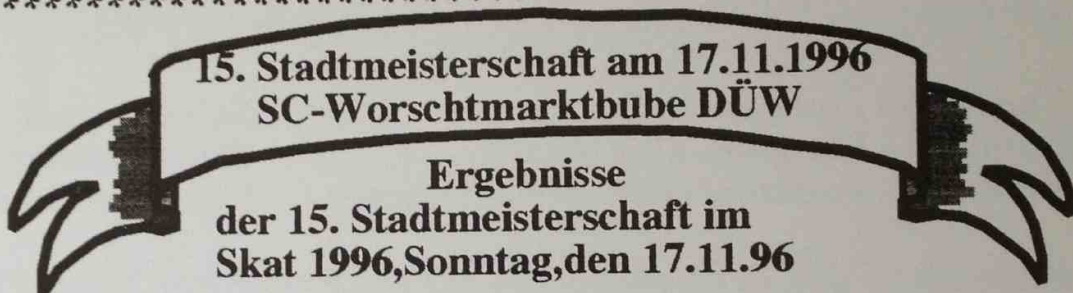 15. Stadtmeisterschaft am 17.11.1996
SC-Worschtmarktbube DÜW
Ergebnisse
der 15. Stadtmeisterschaft im
Skat 1996,Sonntag,den 17.11.96